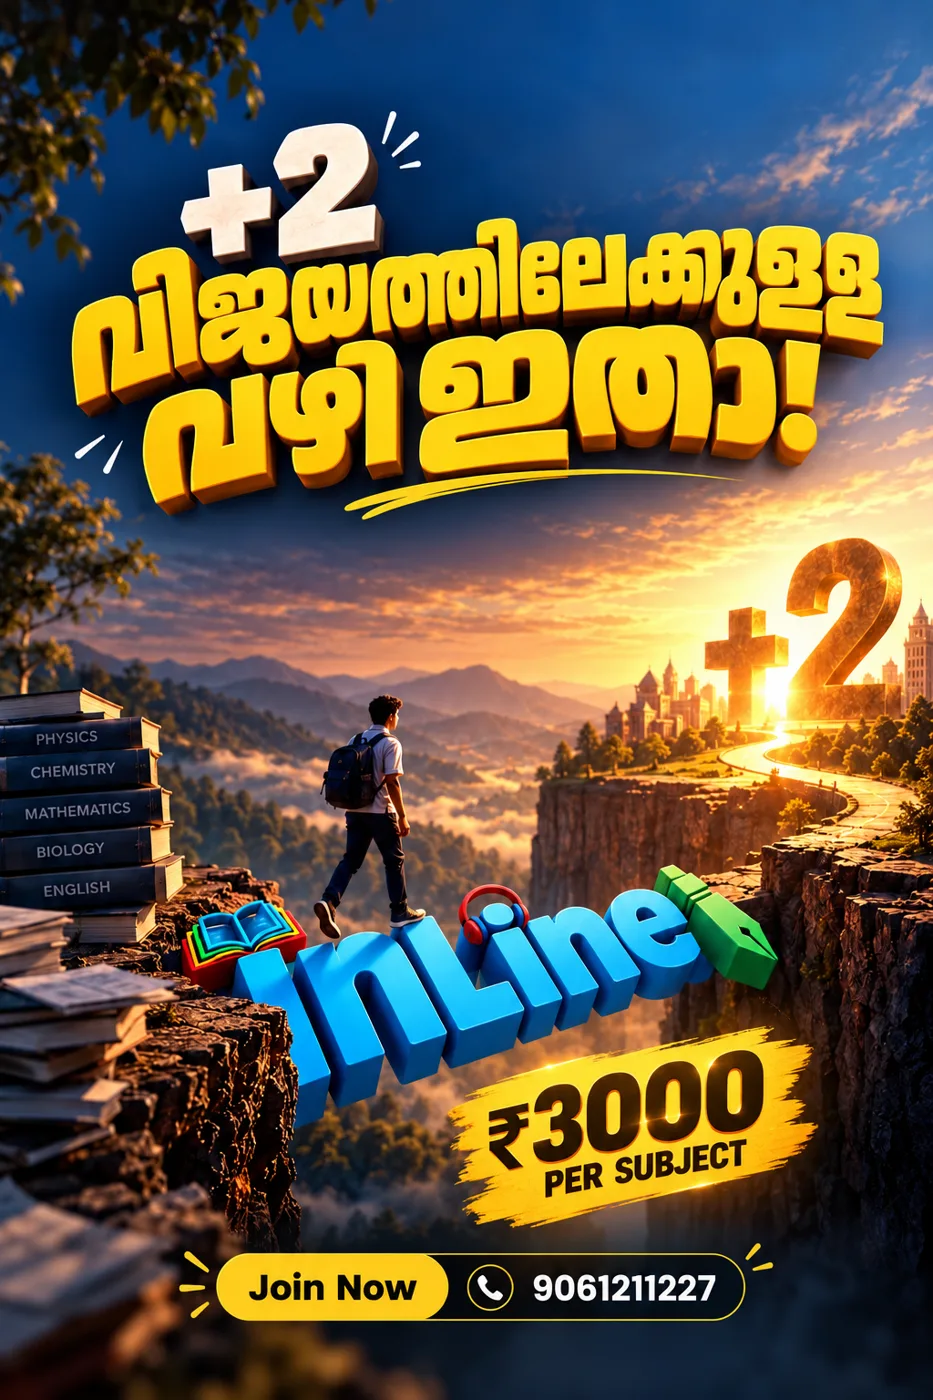 +2
വിജയത്തിലേക്കുള്ള
വഴി ഇതാ!
+2
PHYSICS
CHEMISTRY
MATHEMATICS
BIOLOGY
ENGLISH
InLine
₹3000
PER SUBJECT
Join Now 9061211227